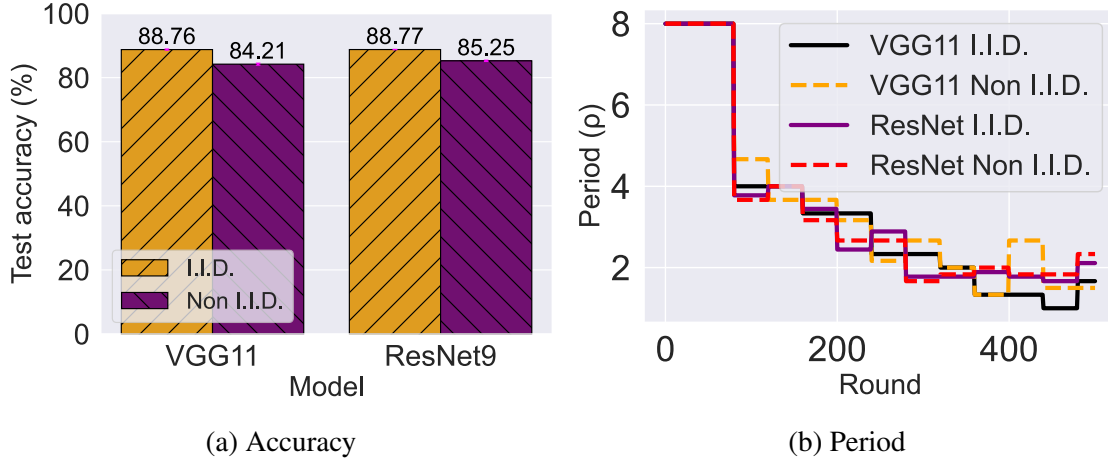 100
80
60
40
20
0
Test accuracy (%)
88.76
84.21
88.77
85.25
I.I.D.
Non I.I.D.
VGG11
ResNet9
Model
(a) Accuracy
8
6
4
2
Period (ρ)
VGG11 I.I.D.
VGG11 Non I.I.D.
ResNet I.I.D.
ResNet Non I.I.D.
0
200
400
Round
(b) Period